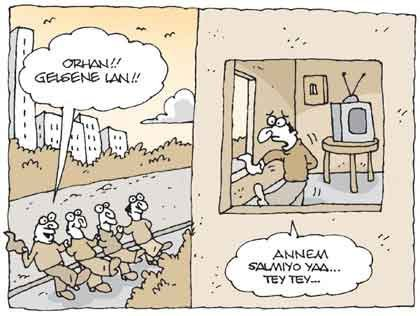 ORHAN!!
GELSENE LAN!!
ANNEM
SALMIYO YAA...
TEY TEY...